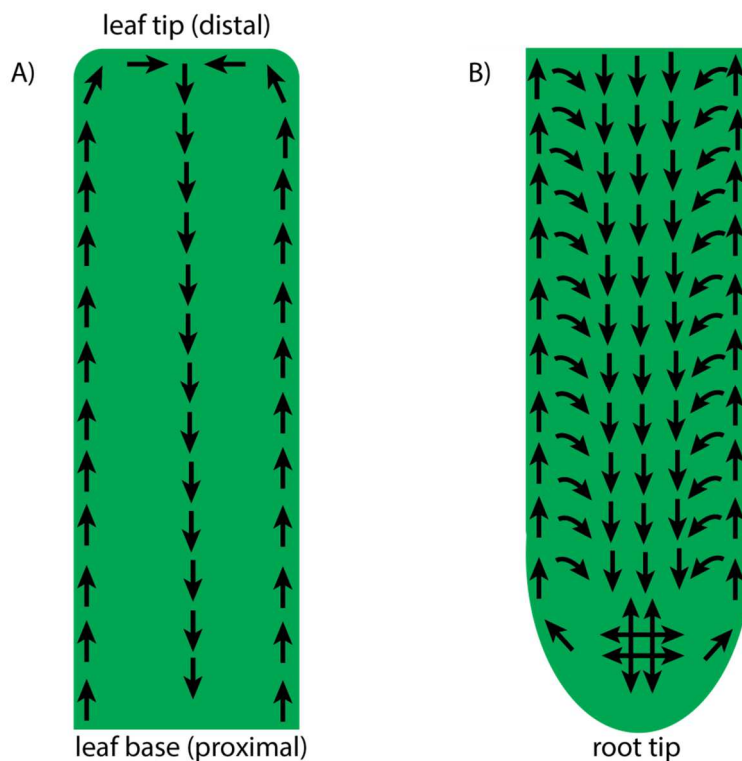 leaf tip (distal)
A)
B)
leaf base (proximal)
root tip